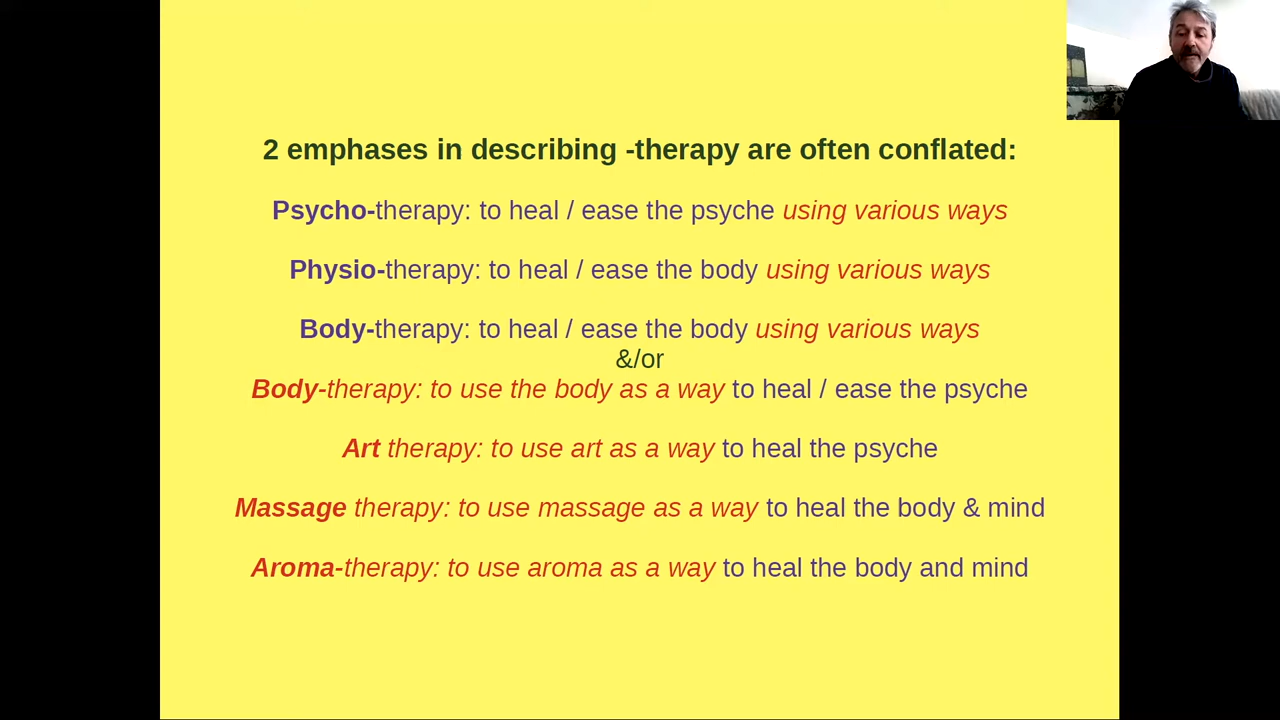 2 emphases in describing -therapy are often conflated:
Psycho-therapy: to heal / ease the psyche using various ways
Physio-therapy: to heal / ease the body using various ways
Body-therapy: to heal / ease the body using various ways
&/or
Body-therapy: to use the body as a way to heal / ease the psyche
Art therapy: to use art as a way to heal the psyche
Massage therapy: to use massage as a way to heal the body & mind
Aroma-therapy: to use aroma as a way to heal the body and mind